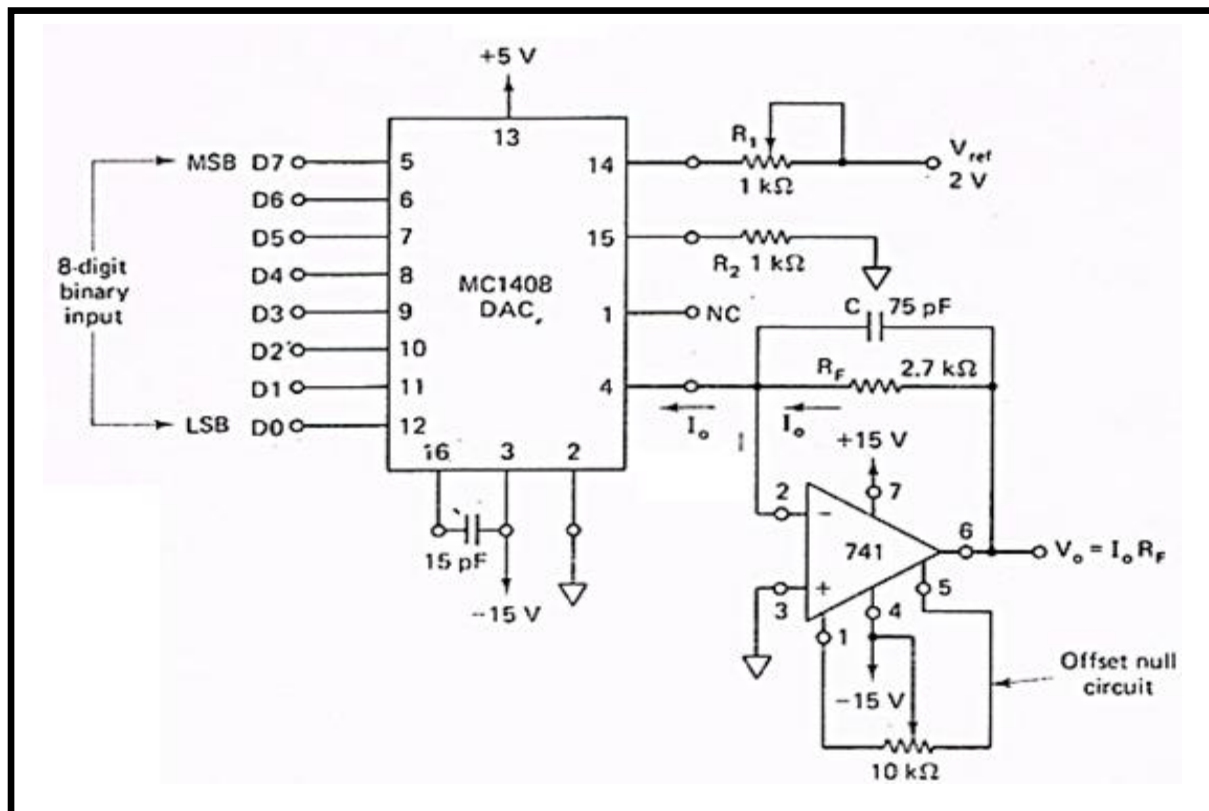 +5 V
13
MSB D7 5
D6 6
D5 7
D4 8
D3 9
D2 10
D1 11
LSB D0 12
8-digit
binary
input
MC1408
DAC
14
15
1
4
16
3
2
15 pF
−15 V
R1
1 kΩ
Vref
2 V
R2 1 kΩ
NC
C 75 pF
RF 2.7 kΩ
Io
Io
+15 V
7
2
−
741
+
3
6
Vo = IoRF
5
4
1
−15 V
10 kΩ
Offset null
circuit